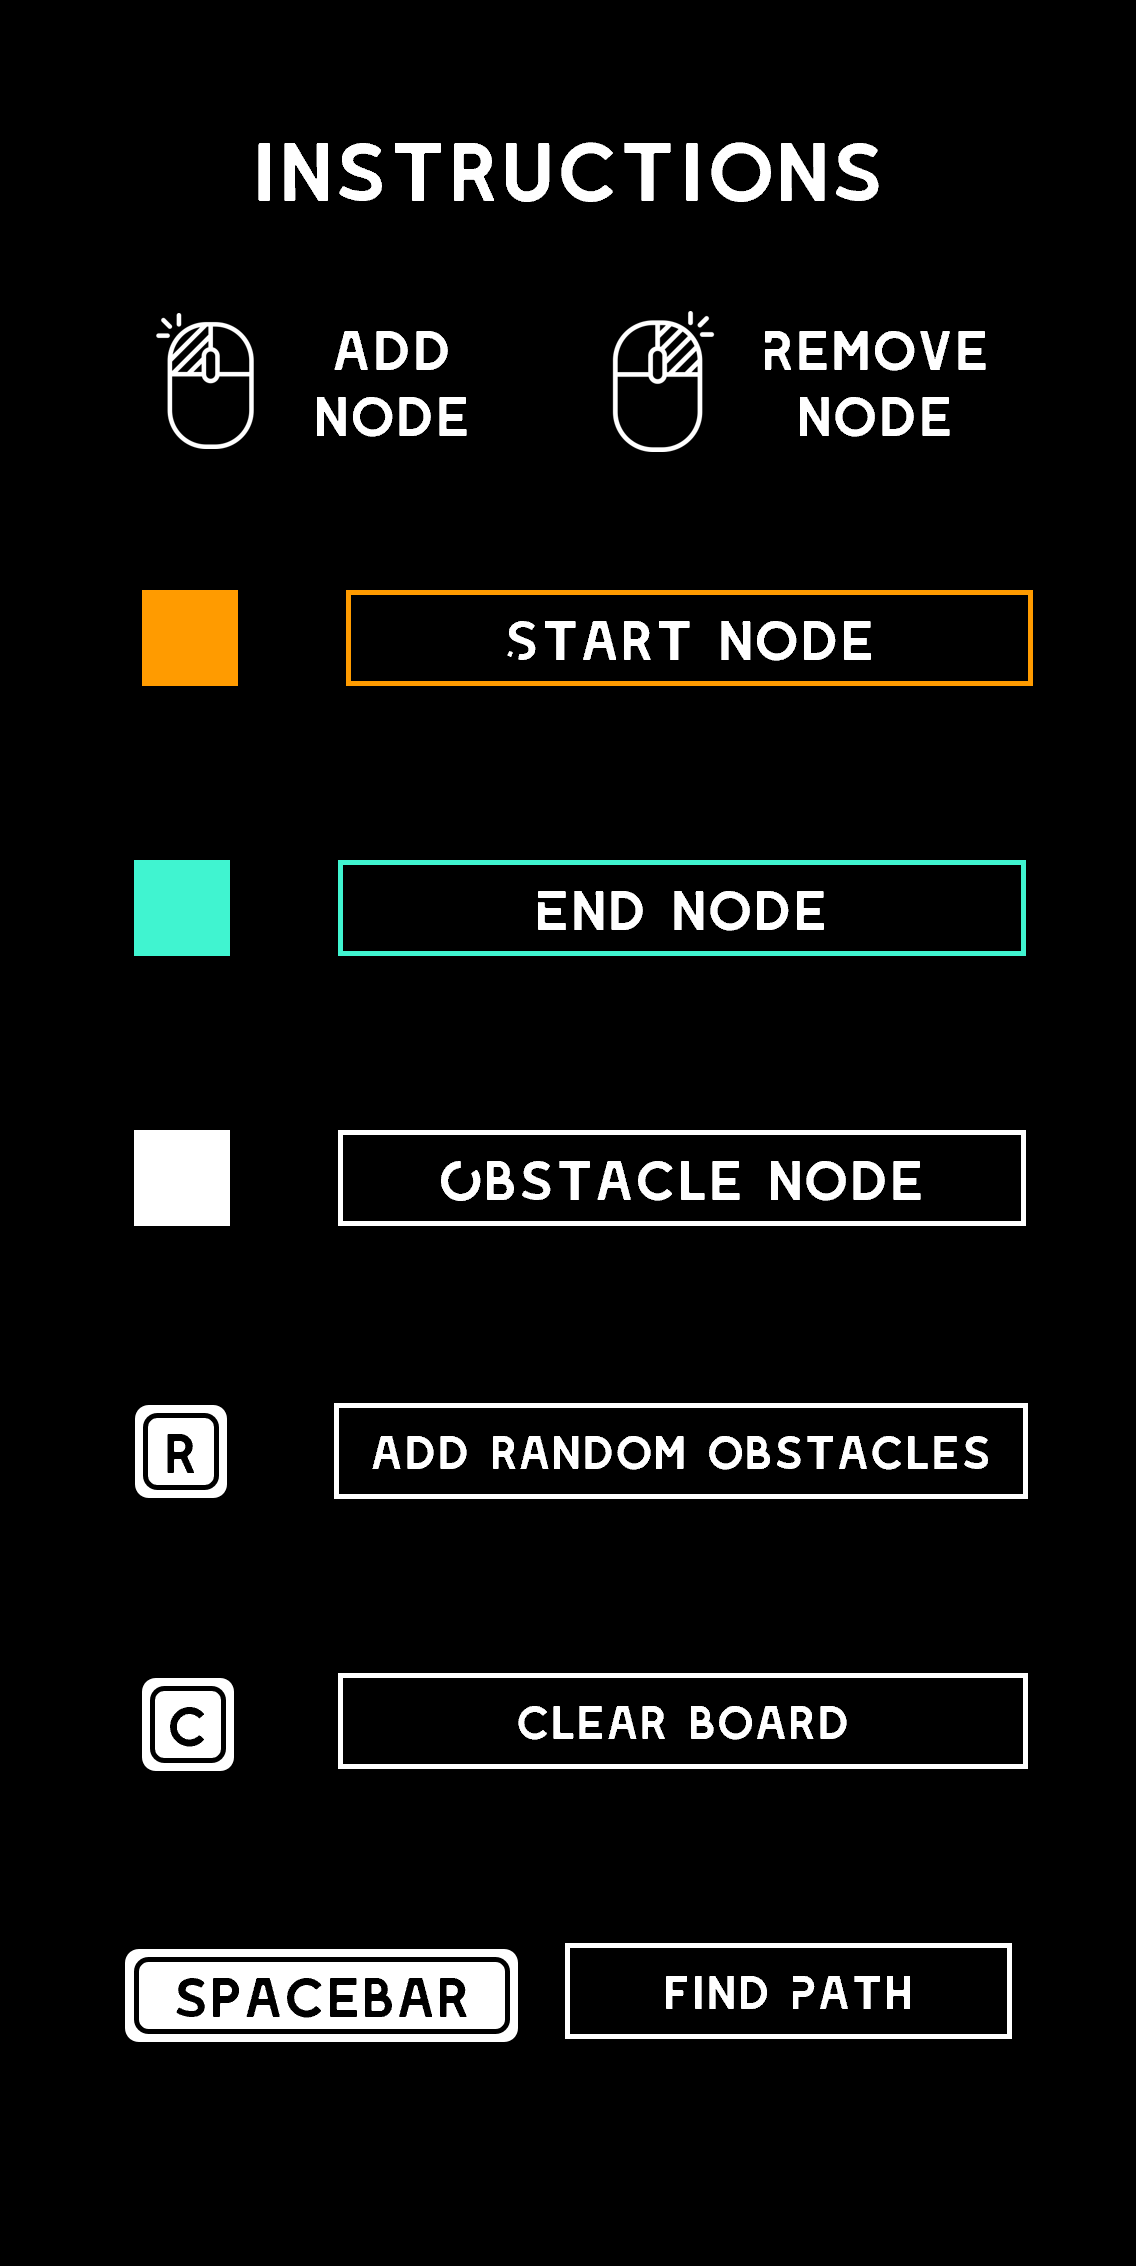 INSTRUCTIONS
ADD
NODE
REMOVE
NODE
START NODE
END NODE
OBSTACLE NODE
R
ADD RANDOM OBSTACLES
C
CLEAR BOARD
SPACEBAR
FIND PATH